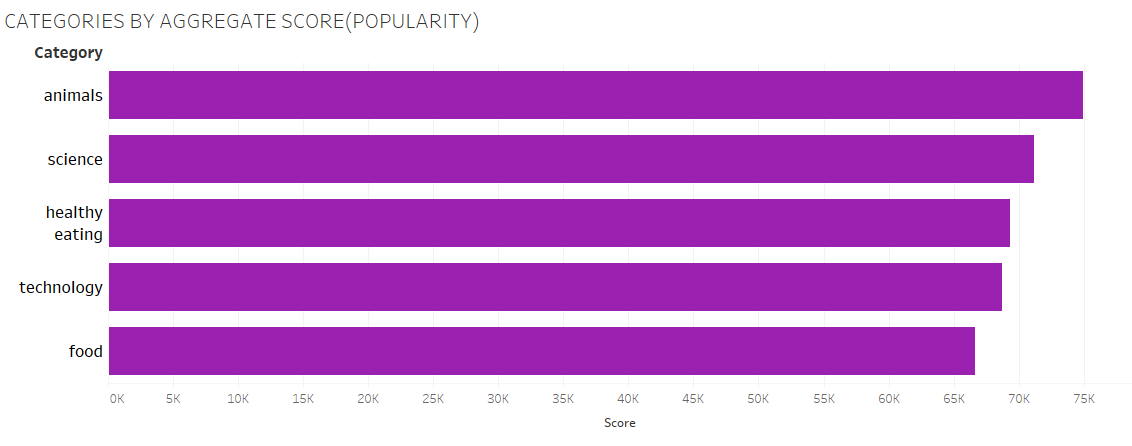 CATEGORIES BY AGGREGATE SCORE(POPULARITY)
Category
animals
science
healthy
eating
technology
food
0K 5K 10K 15K 20K 25K 30K 35K 40K 45K 50K 55K 60K 65K 70K 75K
Score